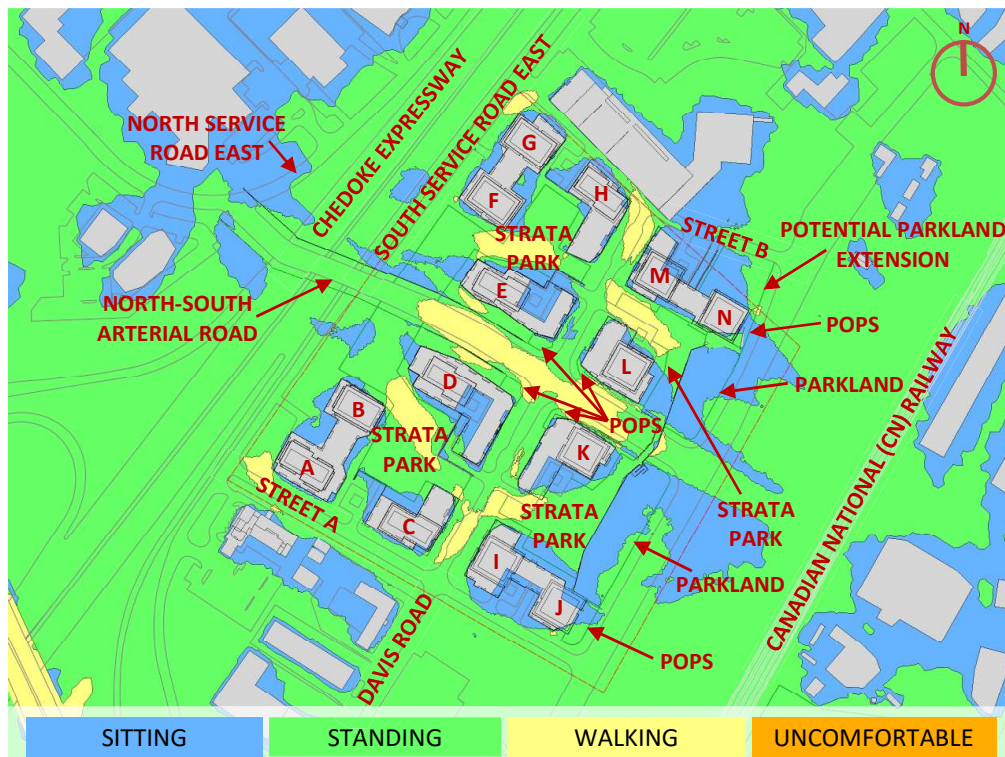 N
NORTH SERVICE
ROAD EAST
CHEDOKE EXPRESSWAY
SOUTH SERVICE ROAD EAST
G
H
F
STRATA
PARK
STREET B
POTENTIAL PARKLAND
EXTENSION
M
E
N
NORTH-SOUTH
ARTERIAL ROAD
POPS
L
D
PARKLAND
B
POPS
STRATA
PARK
K
A
STREET A
C
STRATA
PARK
STRATA
PARK
I
PARKLAND
J
POPS
DAVIS ROAD
CANADIAN NATIONAL (CN) RAILWAY
SITTING
STANDING
WALKING
UNCOMFORTABLE